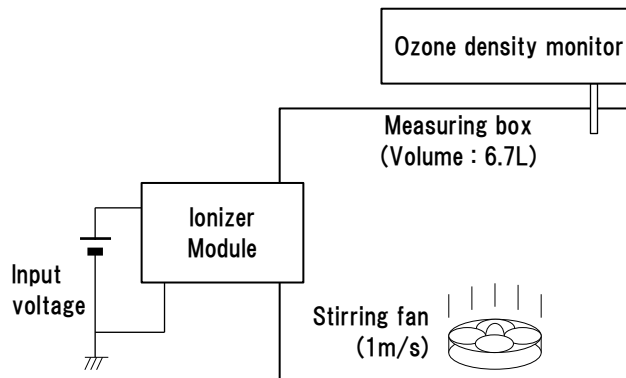 Ozone density monitor
Measuring box
(Volume : 6.7L)
Ionizer
Module
Input
voltage
Stirring fan
(1m/s)